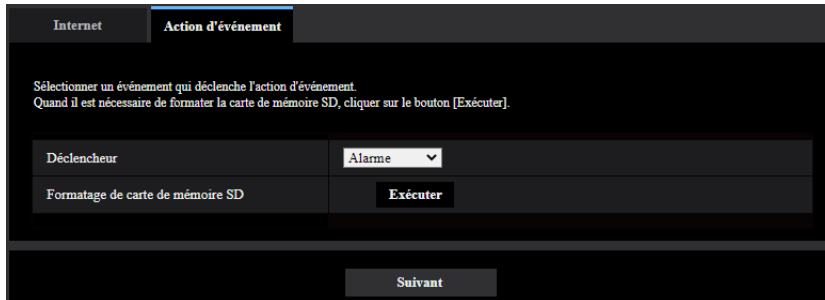 Internet
Action d'événement
Sélectionner un événement qui déclenche l'action d'événement.
Quand il est nécessaire de formater la carte de mémoire SD, cliquer sur le bouton [Exécuter].
Déclencheur
Alarme
Formatage de carte de mémoire SD
Exécuter
Suivant